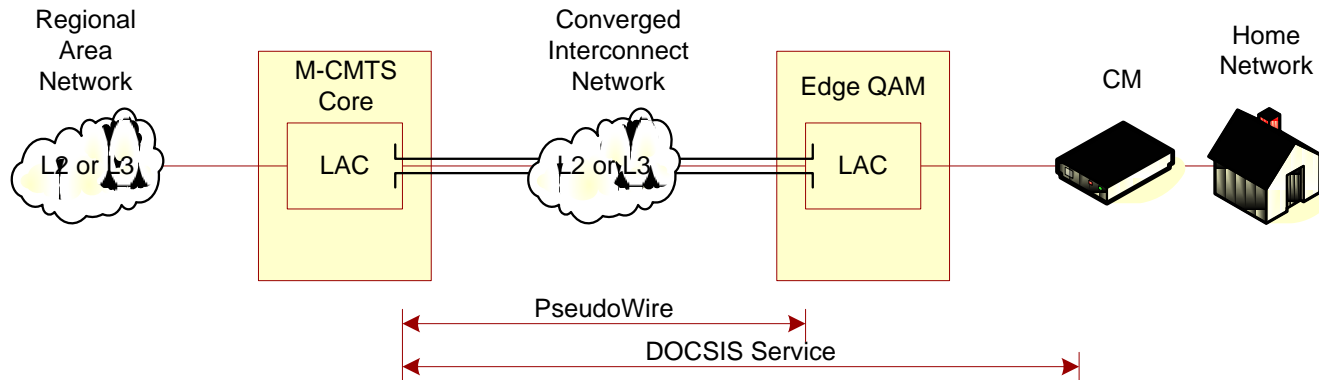 Regional
Area
Network
Converged
Interconnect
Network
Home
Network
M-CMTS
Core
Edge QAM
CM
L2 or L3
LAC
L2 or L3
LAC
PseudoWire
DOCSIS Service